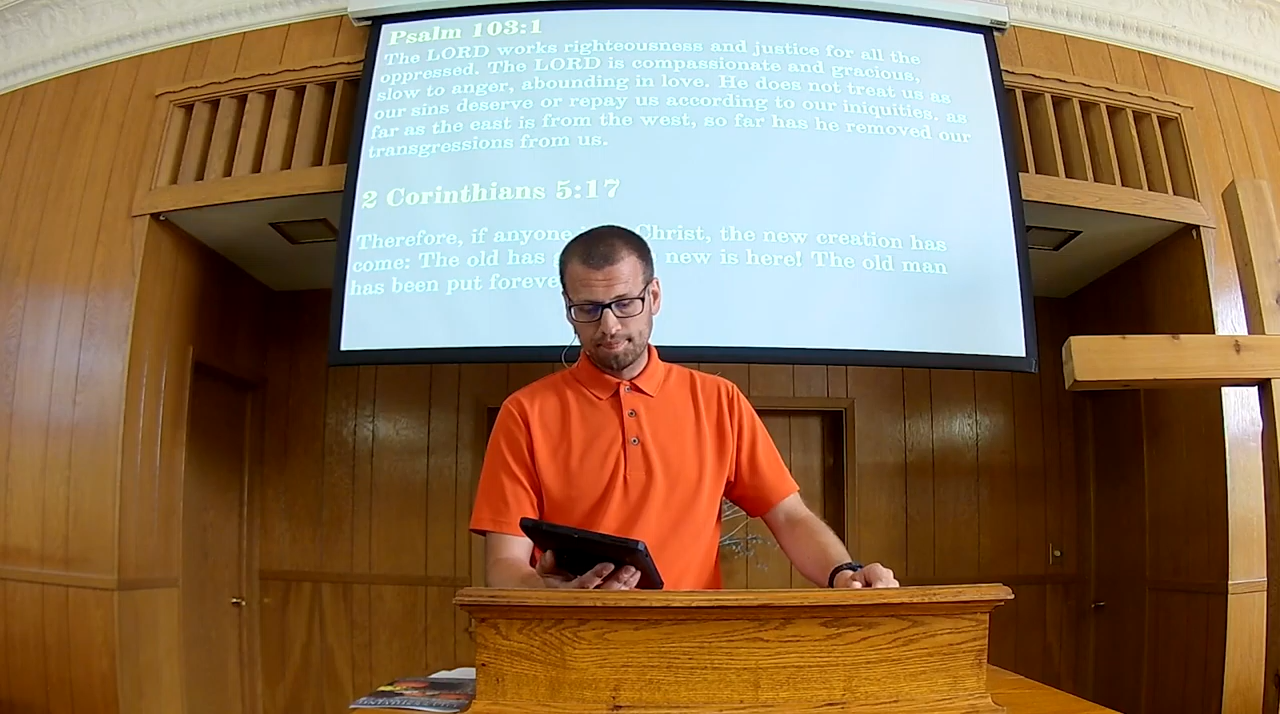 Psalm 103:1
The LORD works righteousness and justice for all the
oppressed. The LORD is compassionate and gracious,
slow to anger, abounding in love. He does not treat us as
our sins deserve or repay us according to our iniquities. as
far as the east is from the west, so far has he removed our
transgressions from us.
2 Corinthians 5:17
Therefore, if anyone Christ, the new creation has
come: The old has new is here! The old man
has been put foreve